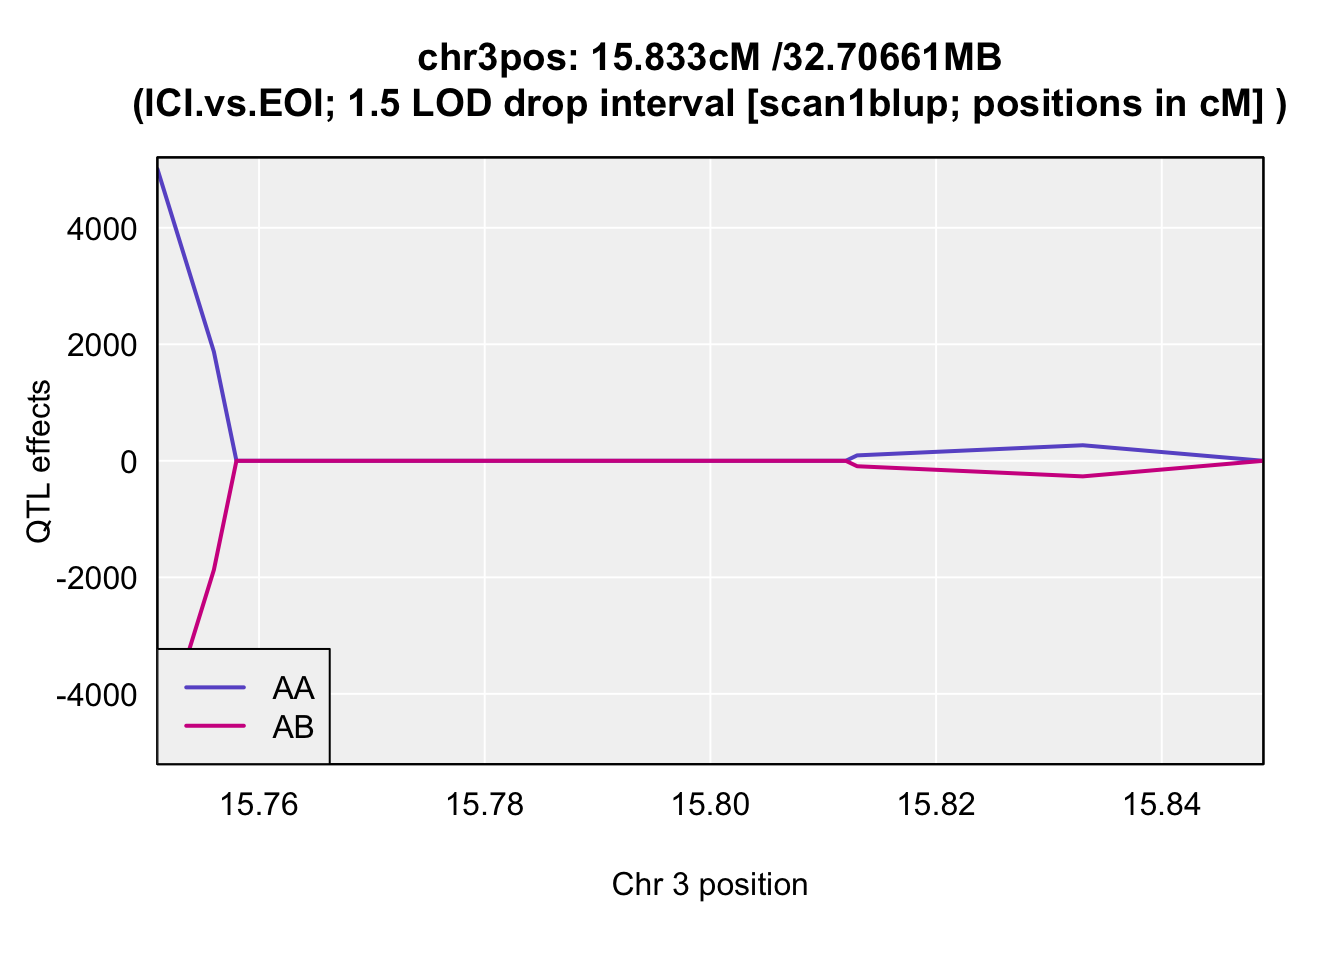 chr3pos: 15.833cM /32.70661MB
(ICI.vs.EOI; 1.5 LOD drop interval [scan1blup; positions in cM] )
QTL effects
4000
2000
0
-2000
-4000
AA
AB
15.76 15.78 15.80 15.82 15.84
Chr 3 position